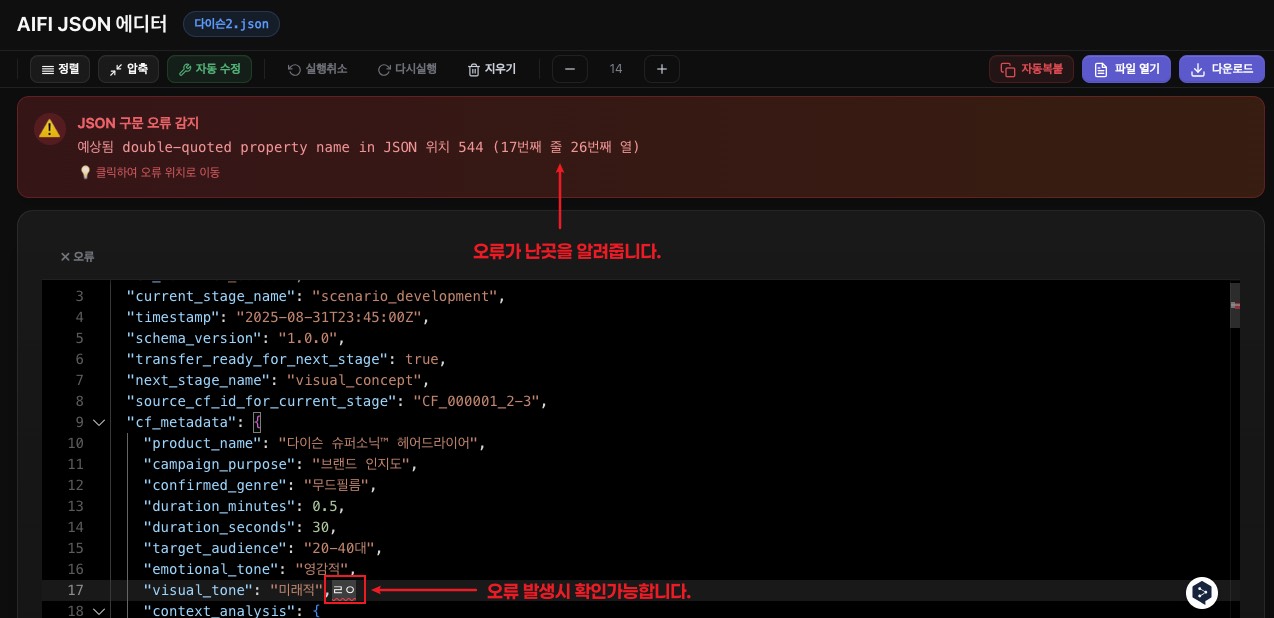 AIFI JSON 에디터 다이슨2.json
정렬 압축 자동 수정 실행취소 다시실행 지우기 14 자동복붙 파일 열기 다운로드
JSON 구문 오류 감지
예상됨 double-quoted property name in JSON 위치 544 (17번째 줄 26번째 열)
클릭하여 오류 위치로 이동
오류가 난곳을 알려줍니다.
× 오류
3 "current_stage_name": "scenario_development",
4 "timestamp": "2025-08-31T23:45:00Z",
5 "schema_version": "1.0.0",
6 "transfer_ready_for_next_stage": true,
7 "next_stage_name": "visual_concept",
8 "source_cf_id_for_current_stage": "CF_000001_2-3",
9 "cf_metadata": {
10 "product_name": "다이슨 슈퍼소닉™ 헤어드라이어",
11 "campaign_purpose": "브랜드 인지도",
12 "confirmed_genre": "무드필름",
13 "duration_minutes": 0.5,
14 "duration_seconds": 30,
15 "target_audience": "20-40대",
16 "emotional_tone": "영감적",
17 "visual_tone": "미래적",ㄹㅇ 오류 발생시 확인가능합니다.
18 "context_analysis": {